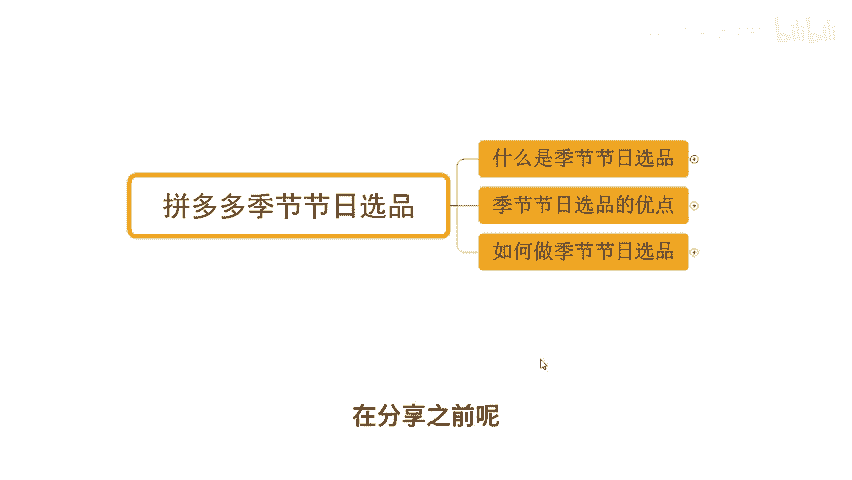 什么是季节节日选品
拼多多季节节日选品
季节节日选品的优点
如何做季节节日选品
在分享之前呢